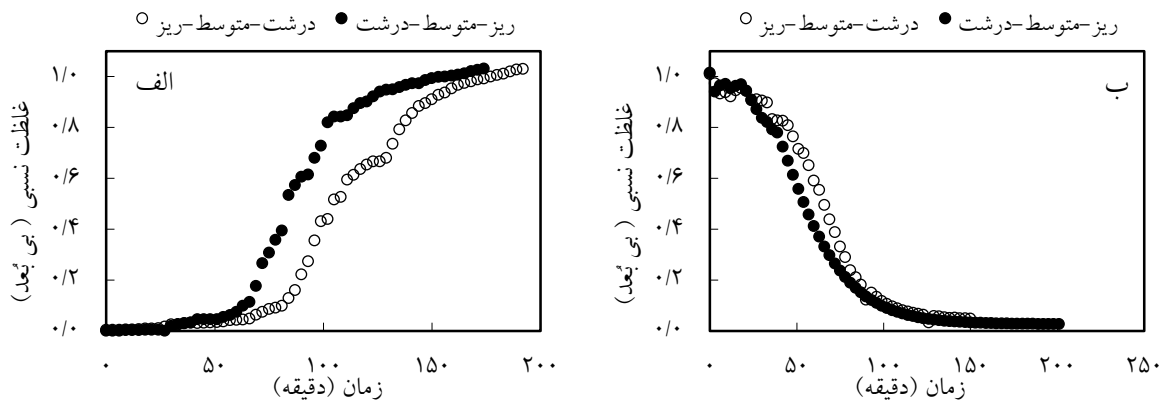 درشت-متوسط-ریز ریز-متوسط-درشت
الف
غلظت نسبی ( بی بُعد)
۱/۰
۰/۸
۰/۶
۰/۴
۰/۲
۰/۰
۰ ۵۰ ۱۰۰ ۱۵۰ ۲۰۰
زمان (دقیقه)
درشت-متوسط-ریز ریز-متوسط-درشت
ب
غلظت نسبی ( بی بُعد)
۱/۰
۰/۸
۰/۶
۰/۴
۰/۲
۰/۰
۰ ۵۰ ۱۰۰ ۱۵۰ ۲۰۰ ۲۵۰
زمان (دقیقه)